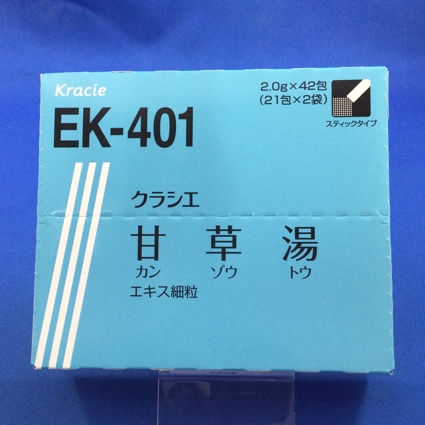 Kracie
2.0g×42包
(21包×2袋)
スティックタイプ
EK-401
クラシエ
甘草湯
カンゾウトウ
エキス細粒